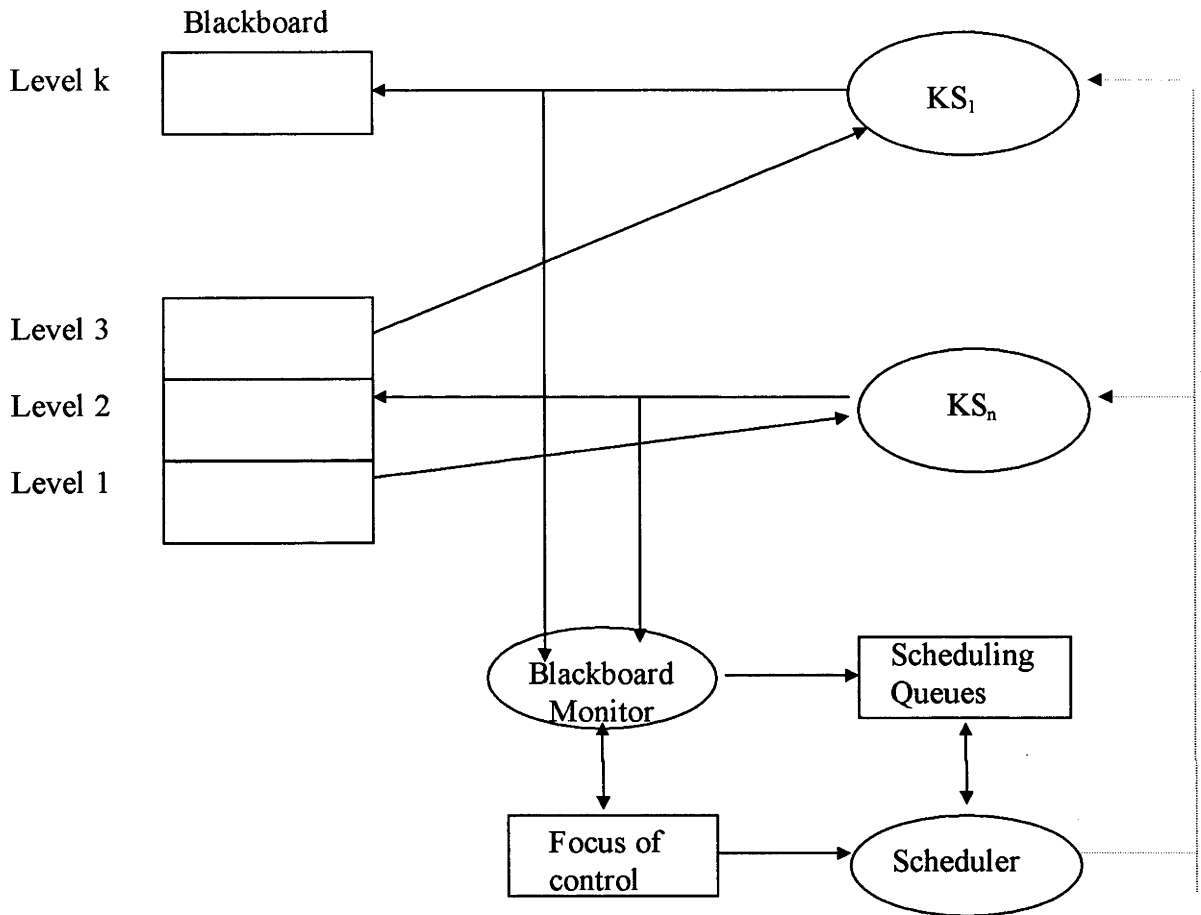 Blackboard
Level k
KS₁
Level 3
Level 2
KSₙ
Level 1
Blackboard
Monitor
Scheduling
Queues
Focus of
control
Scheduler